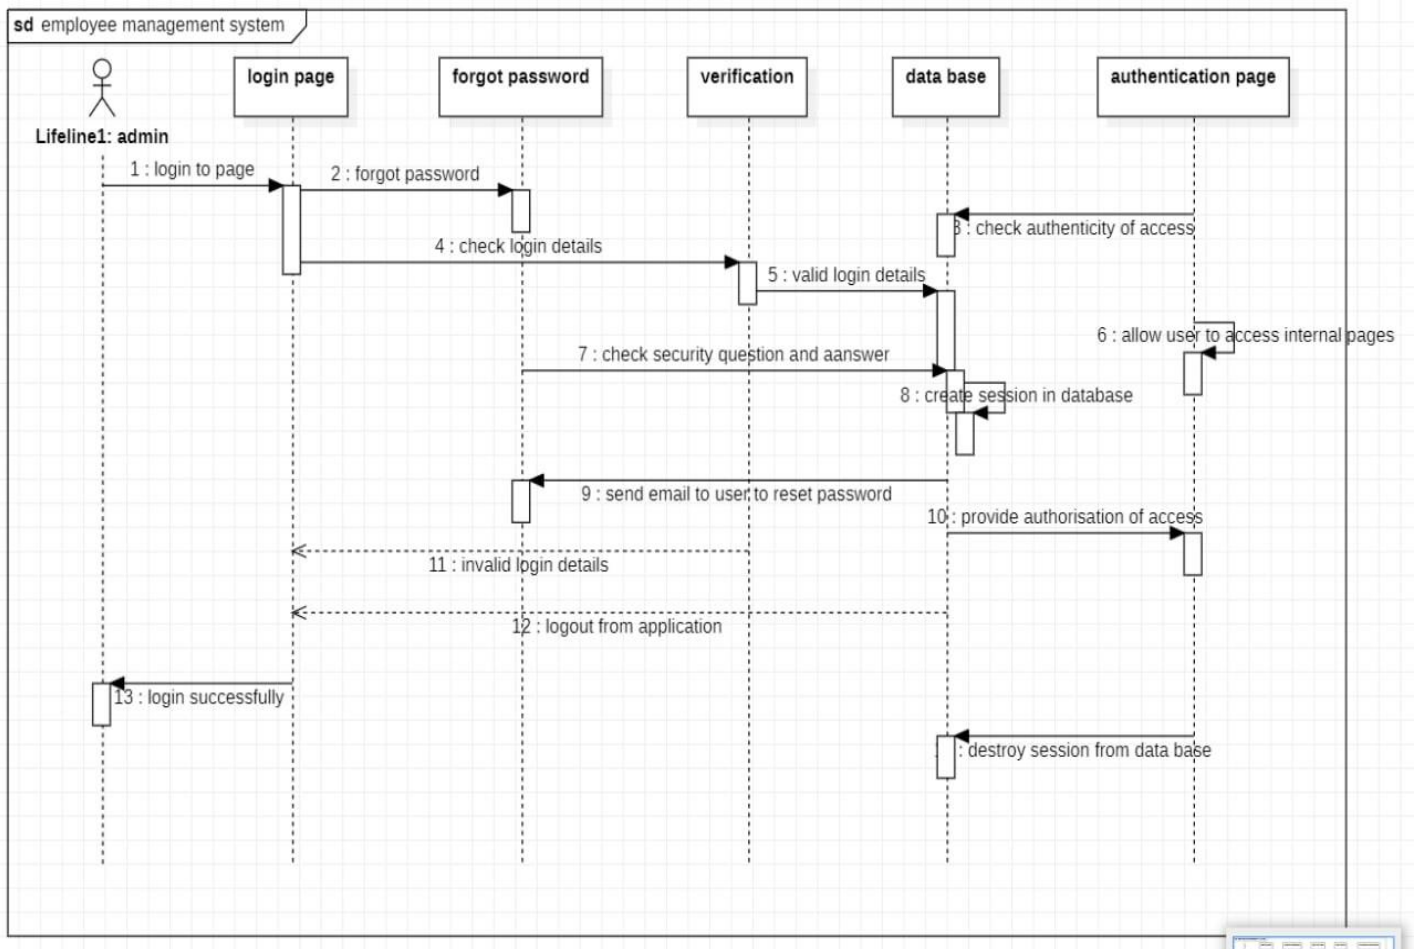 sd employee management system
login page
forgot password
verification
data base
authentication page
Lifeline1: admin
1 : login to page
2 : forgot password
3 : check authenticity of access
4 : check login details
5 : valid login details
6 : allow user to access internal pages
7 : check security question and aanswer
8 : create session in database
9 : send email to user to reset password
10 : provide authorisation of access
11 : invalid login details
12 : logout from application
13 : login successfully
: destroy session from data base